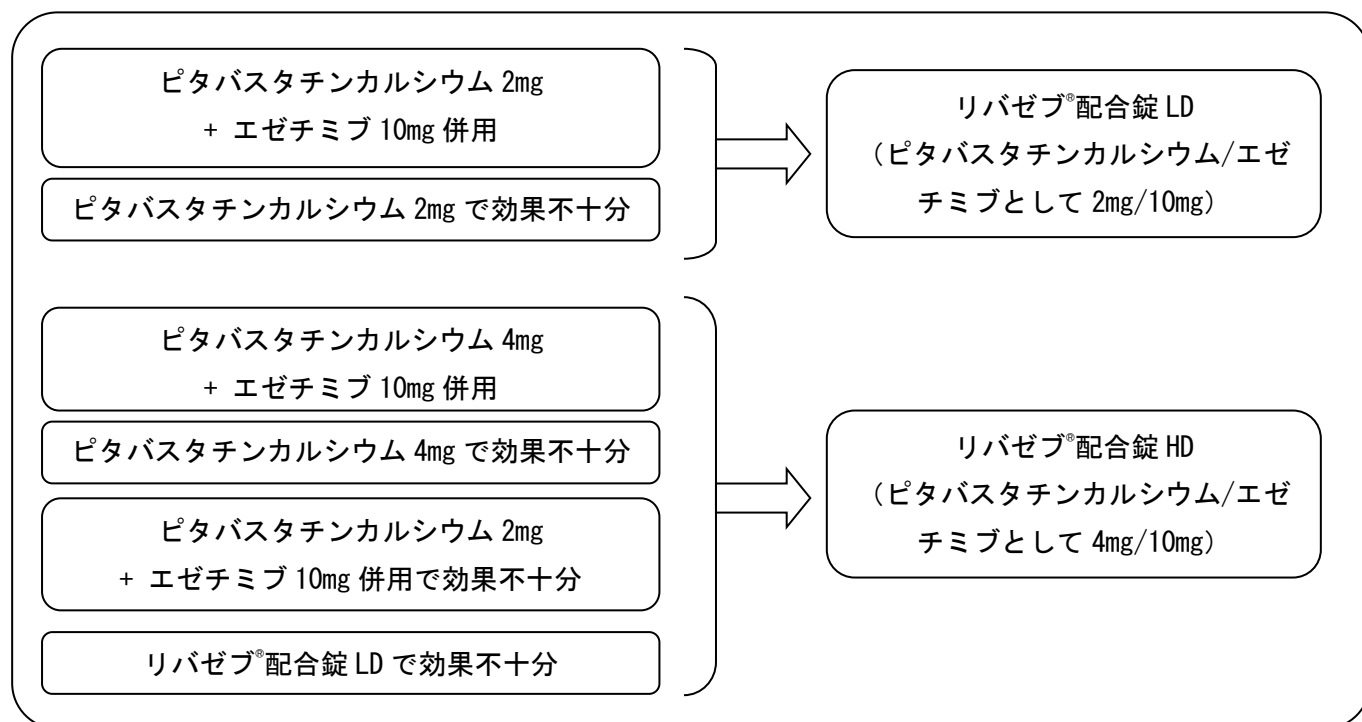 ピタバスタチンカルシウム 2mg
+ エゼチミブ 10mg 併用
ピタバスタチンカルシウム 2mg で効果不十分
リバゼブ®配合錠 LD
（ピタバスタチンカルシウム/エゼ
チミブとして 2mg/10mg）
ピタバスタチンカルシウム 4mg
+ エゼチミブ 10mg 併用
ピタバスタチンカルシウム 4mg で効果不十分
ピタバスタチンカルシウム 2mg
+ エゼチミブ 10mg 併用で効果不十分
リバゼブ®配合錠 LD で効果不十分
リバゼブ®配合錠 HD
（ピタバスタチンカルシウム/エゼ
チミブとして 4mg/10mg）